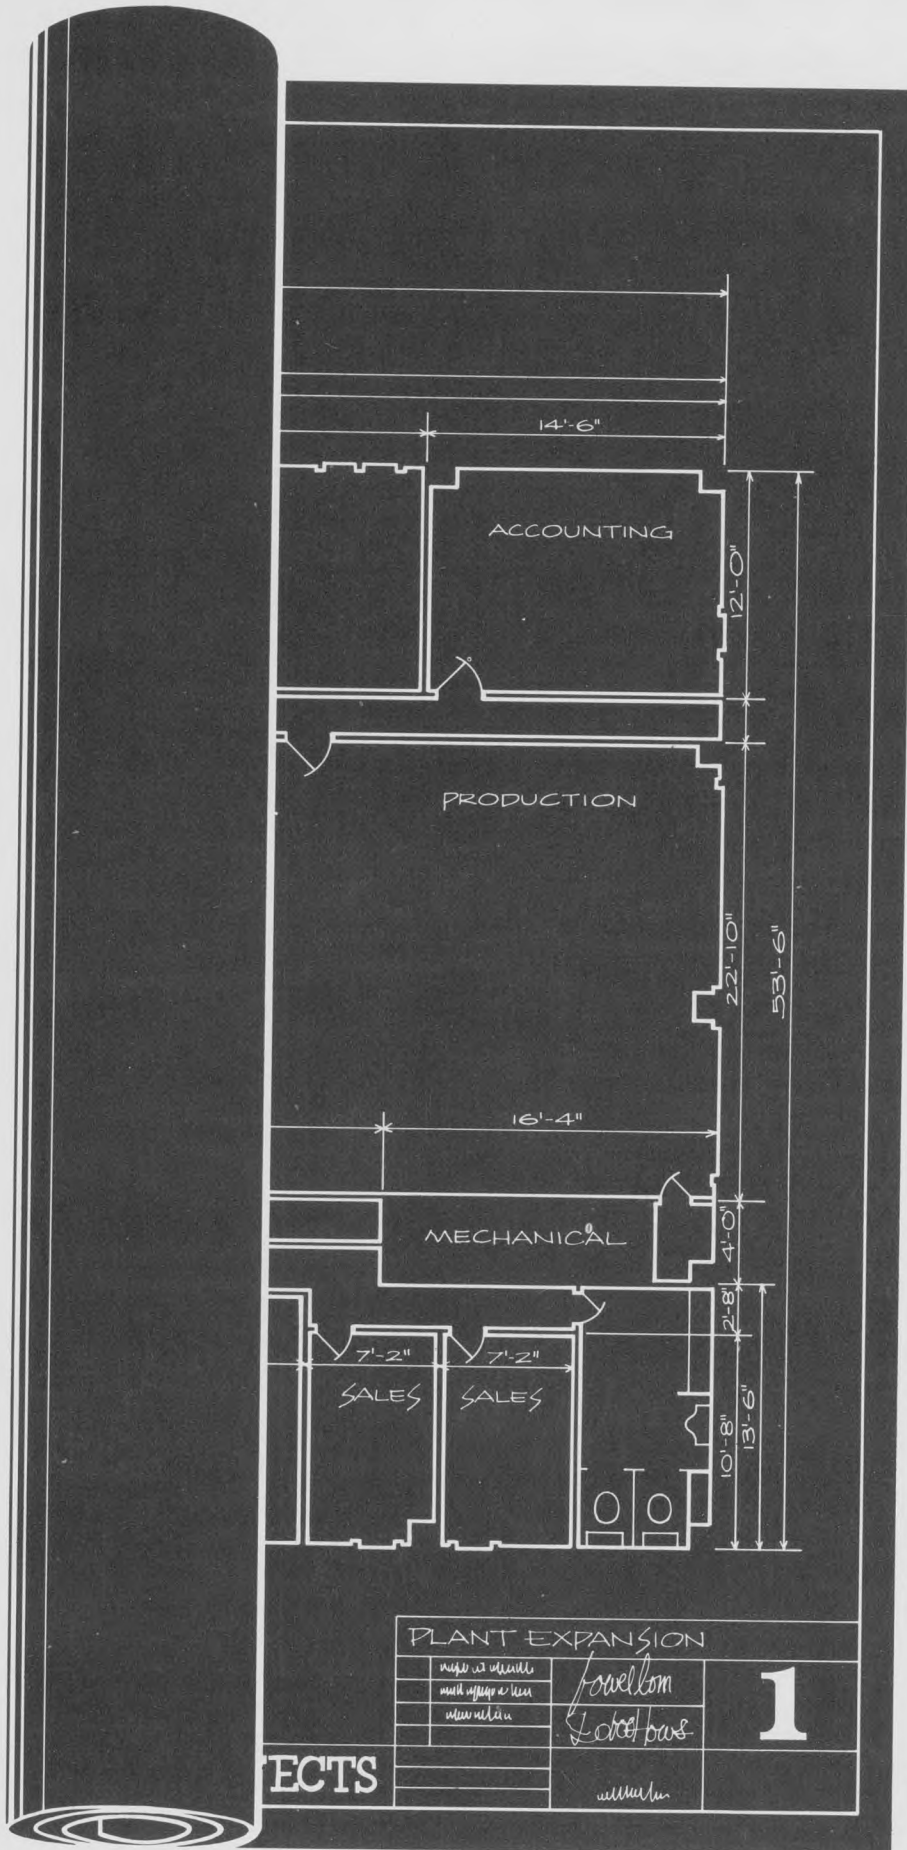 14'-6"
ACCOUNTING
12'-0"
PRODUCTION
22'-10"
53'-6"
16'-4"
MECHANICAL
4'-0"
2'-8"
7'-2" 7'-2"
SALES SALES
10'-8"
13'-6"
PLANT EXPANSION
1
ECTS